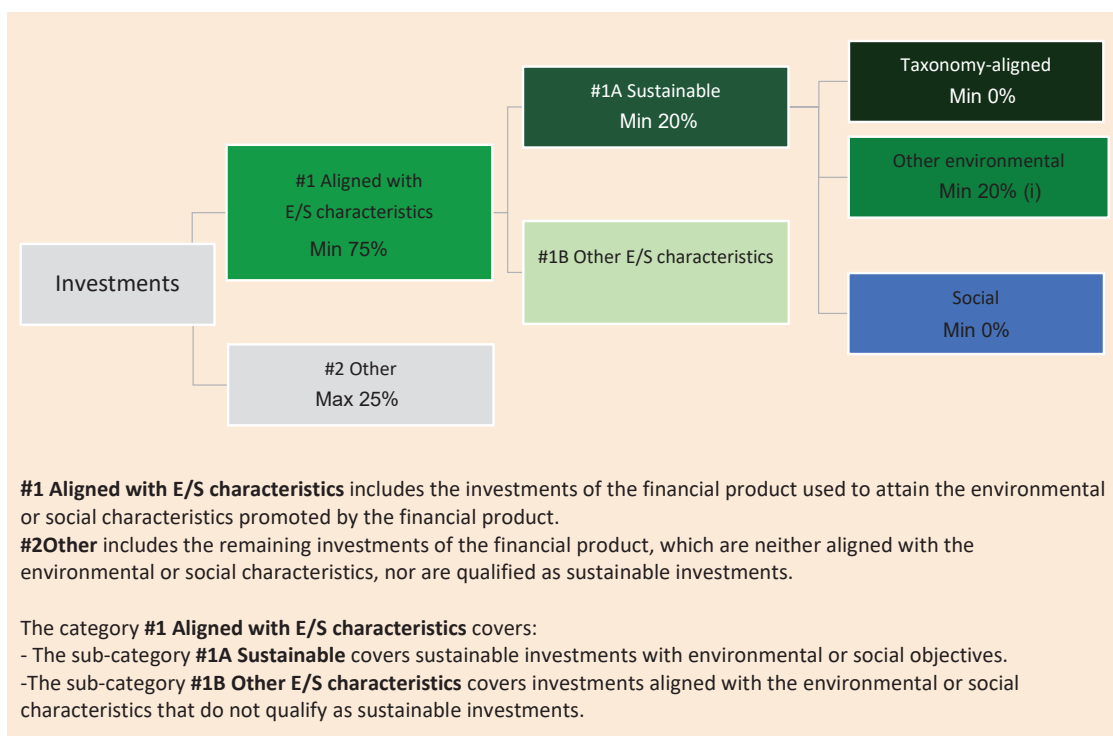 Investments
#1 Aligned with
E/S characteristics
Min 75%
#2 Other
Max 25%
#1A Sustainable
Min 20%
#1B Other E/S characteristics
Taxonomy-aligned
Min 0%
Other environmental
Min 20% (i)
Social
Min 0%
#1 Aligned with E/S characteristics includes the investments of the financial product used to attain the environmental
or social characteristics promoted by the financial product.
#2Other includes the remaining investments of the financial product, which are neither aligned with the
environmental or social characteristics, nor are qualified as sustainable investments.
The category #1 Aligned with E/S characteristics covers:
- The sub-category #1A Sustainable covers sustainable investments with environmental or social objectives.
-The sub-category #1B Other E/S characteristics covers investments aligned with the environmental or social
characteristics that do not qualify as sustainable investments.